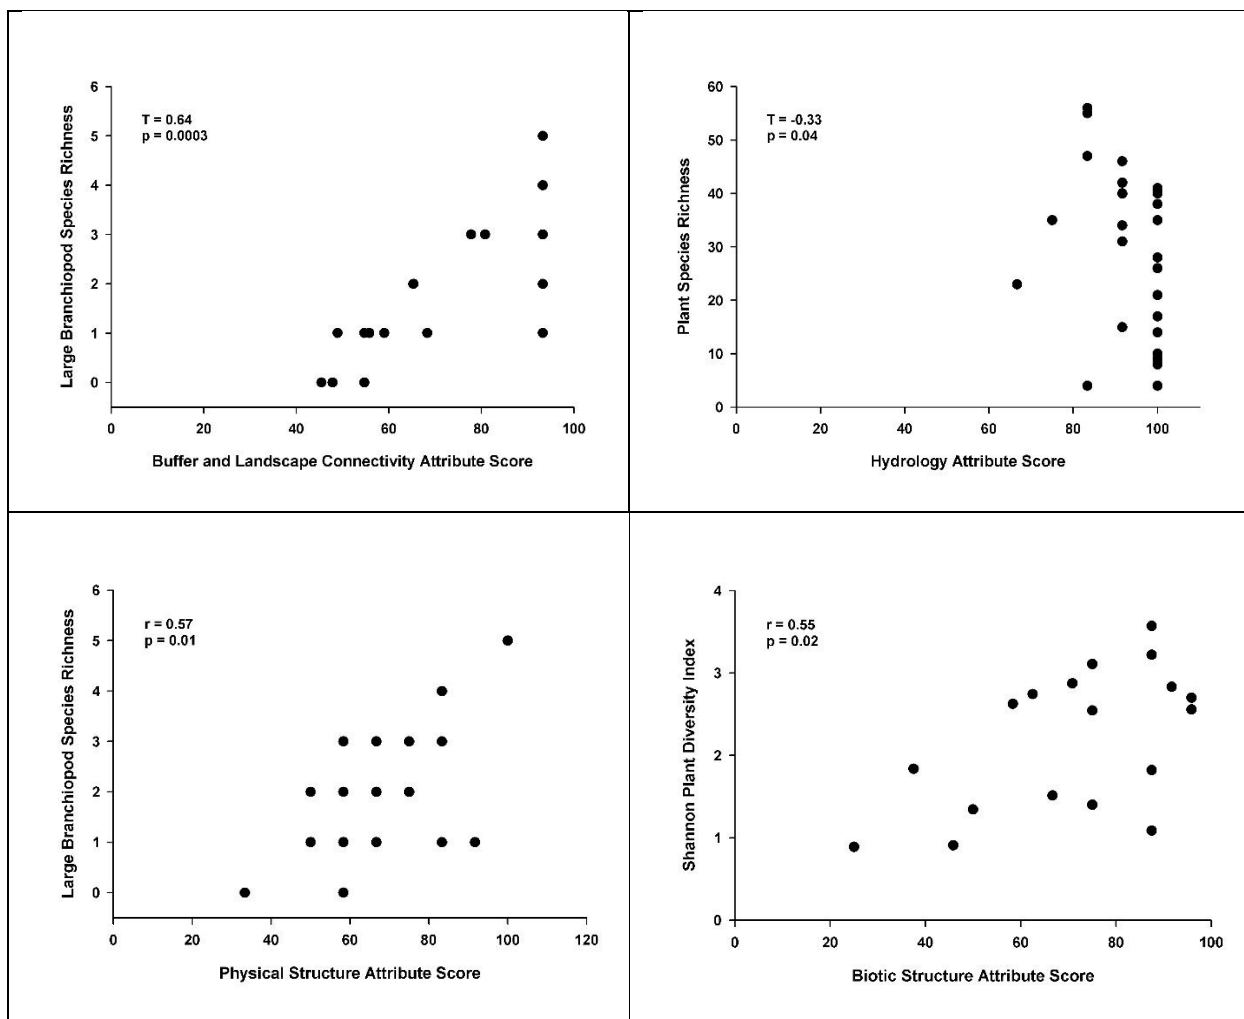 T = 0.64
p = 0.0003
Large Branchiopod Species Richness
6
5
4
3
2
1
0
0 20 40 60 80 100
Buffer and Landscape Connectivity Attribute Score
T = -0.33
p = 0.04
Plant Species Richness
60
50
40
30
20
10
0
0 20 40 60 80 100
Hydrology Attribute Score
r = 0.57
p = 0.01
Large Branchiopod Species Richness
6
5
4
3
2
1
0
0 20 40 60 80 100 120
Physical Structure Attribute Score
r = 0.55
p = 0.02
Shannon Plant Diversity Index
4
3
2
1
0
0 20 40 60 80 100
Biotic Structure Attribute Score